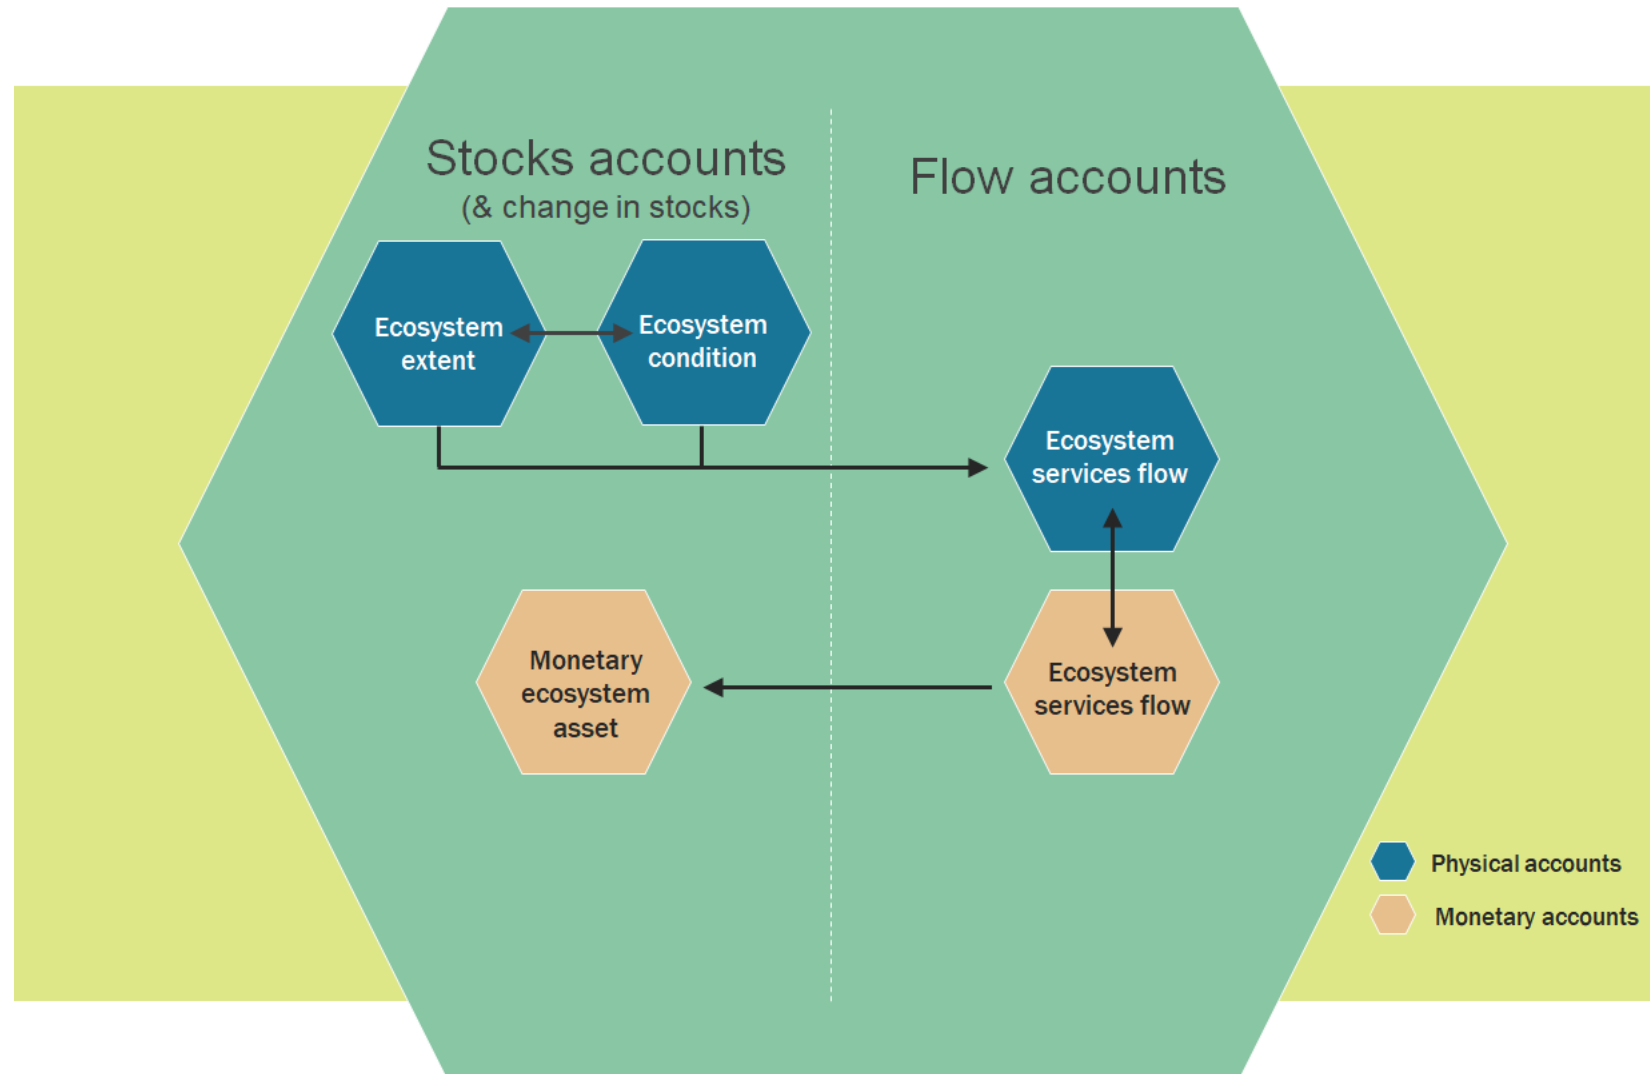 Stocks accounts
(& change in stocks)
Flow accounts
Ecosystem
extent
Ecosystem
condition
Ecosystem
services flow
Monetary
ecosystem
asset
Ecosystem
services flow
Physical accounts
Monetary accounts